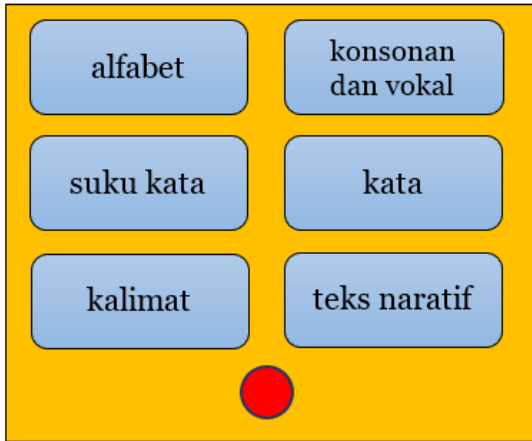 alfabet
konsonan
dan vokal
suku kata
kata
kalimat
teks naratif